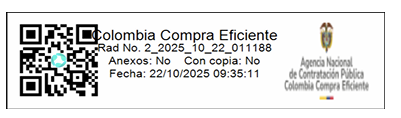 Colombia Compra Eficiente
Rad No. 2_2025_10_22_011188
Anexos: No Con copia: No
Fecha: 22/10/2025 09:35:11
Agencia Nacional
de Contratación Pública
Colombia Compra Eficiente